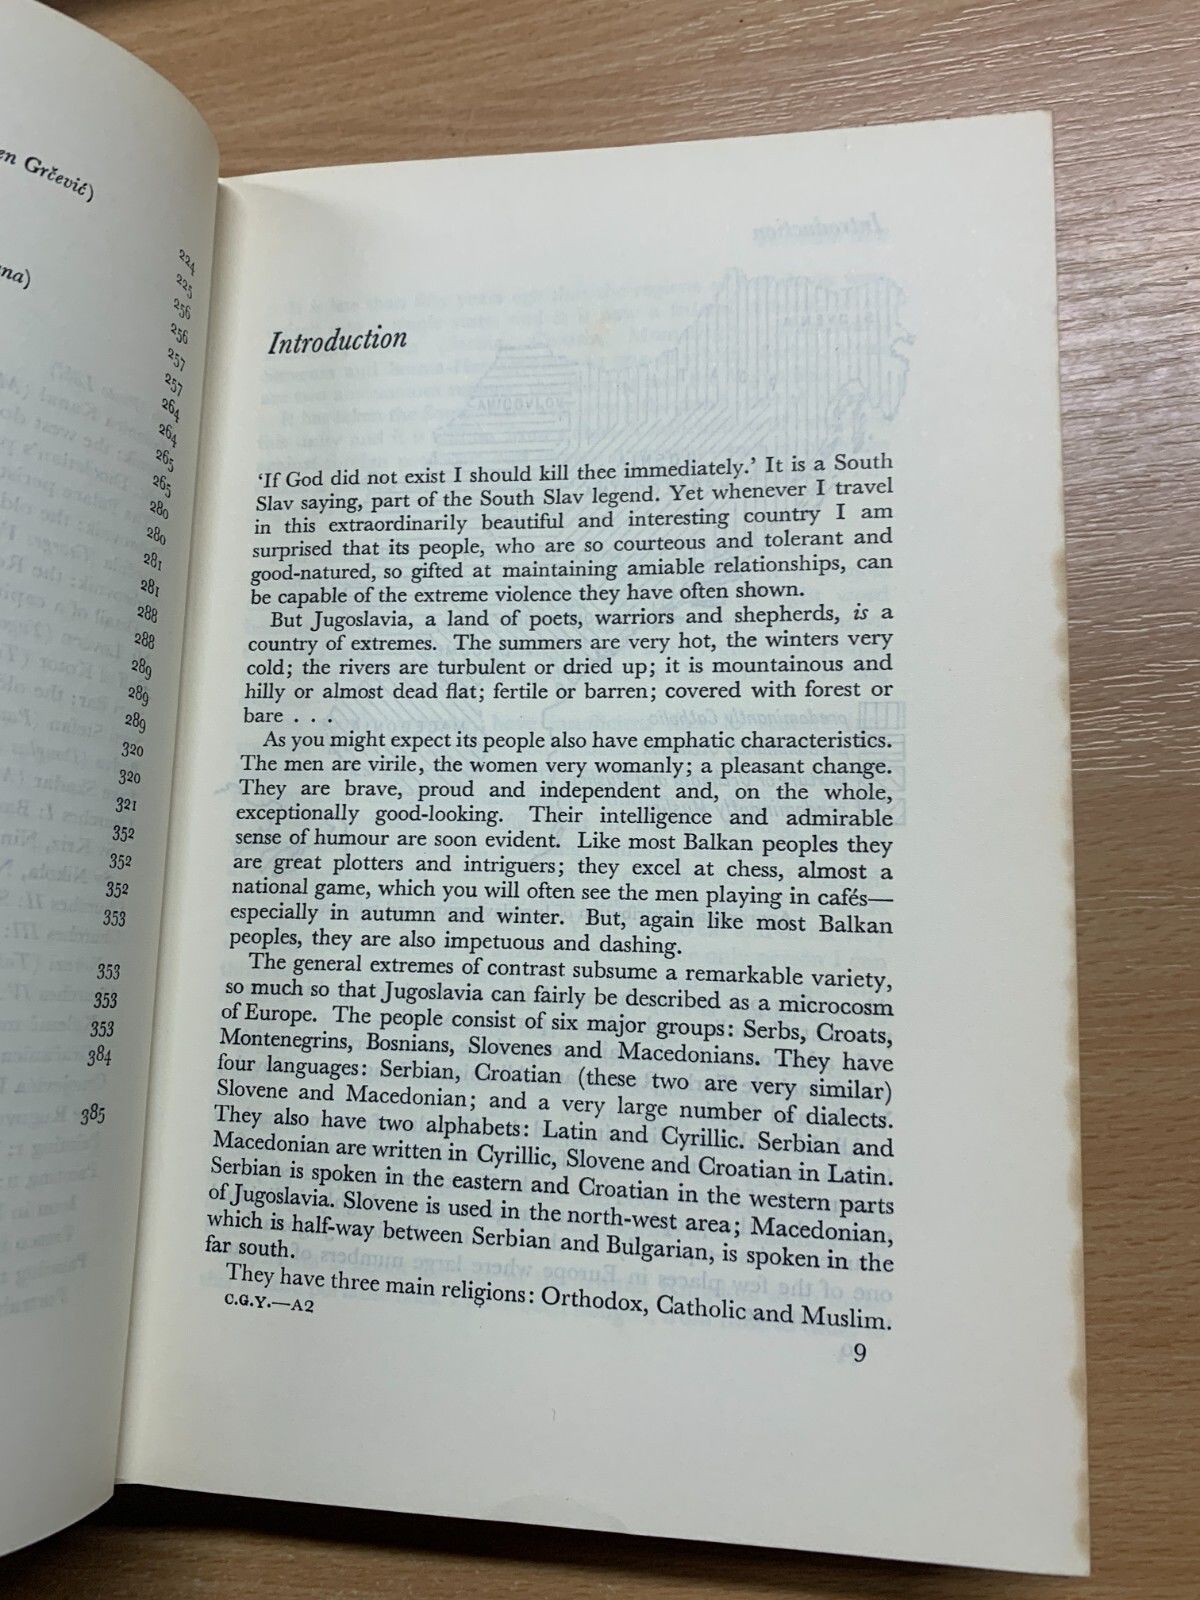 en Grčević)
na)
224
225
256
256
257
257
264
264
265
265
280
280
281
281
288
288
289
289
289
320
320
321
352
352
352
353
353
353
353
384
385
Introduction
‘If God did not exist I should kill thee immediately.’ It is a South
Slav saying, part of the South Slav legend. Yet whenever I travel
in this extraordinarily beautiful and interesting country I am
surprised that its people, who are so courteous and tolerant and
good-natured, so gifted at maintaining amiable relationships, can
be capable of the extreme violence they have often shown.
But Jugoslavia, a land of poets, warriors and shepherds, is a
country of extremes. The summers are very hot, the winters very
cold; the rivers are turbulent or dried up; it is mountainous and
hilly or almost dead flat; fertile or barren; covered with forest or
bare . . .
As you might expect its people also have emphatic characteristics.
The men are virile, the women very womanly; a pleasant change.
They are brave, proud and independent and, on the whole,
exceptionally good-looking. Their intelligence and admirable
sense of humour are soon evident. Like most Balkan peoples they
are great plotters and intriguers; they excel at chess, almost a
national game, which you will often see the men playing in cafés—
especially in autumn and winter. But, again like most Balkan
peoples, they are also impetuous and dashing.
The general extremes of contrast subsume a remarkable variety,
so much so that Jugoslavia can fairly be described as a microcosm
of Europe. The people consist of six major groups: Serbs, Croats,
Montenegrins, Bosnians, Slovenes and Macedonians. They have
four languages: Serbian, Croatian (these two are very similar)
Slovene and Macedonian; and a very large number of dialects.
They also have two alphabets: Latin and Cyrillic. Serbian and
Macedonian are written in Cyrillic, Slovene and Croatian in Latin.
Serbian is spoken in the eastern and Croatian in the western parts
of Jugoslavia. Slovene is used in the north-west area; Macedonian,
which is half-way between Serbian and Bulgarian, is spoken in the
far south.
They have three main religions: Orthodox, Catholic and Muslim.
C.G.Y.—A2
9